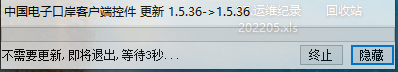 中国电子口岸客户端控件 更新 1.5.36->1.5.36
运维纪录 回收站
202205.xls
不需要更新,即将退出,等待3秒...
终止 隐藏